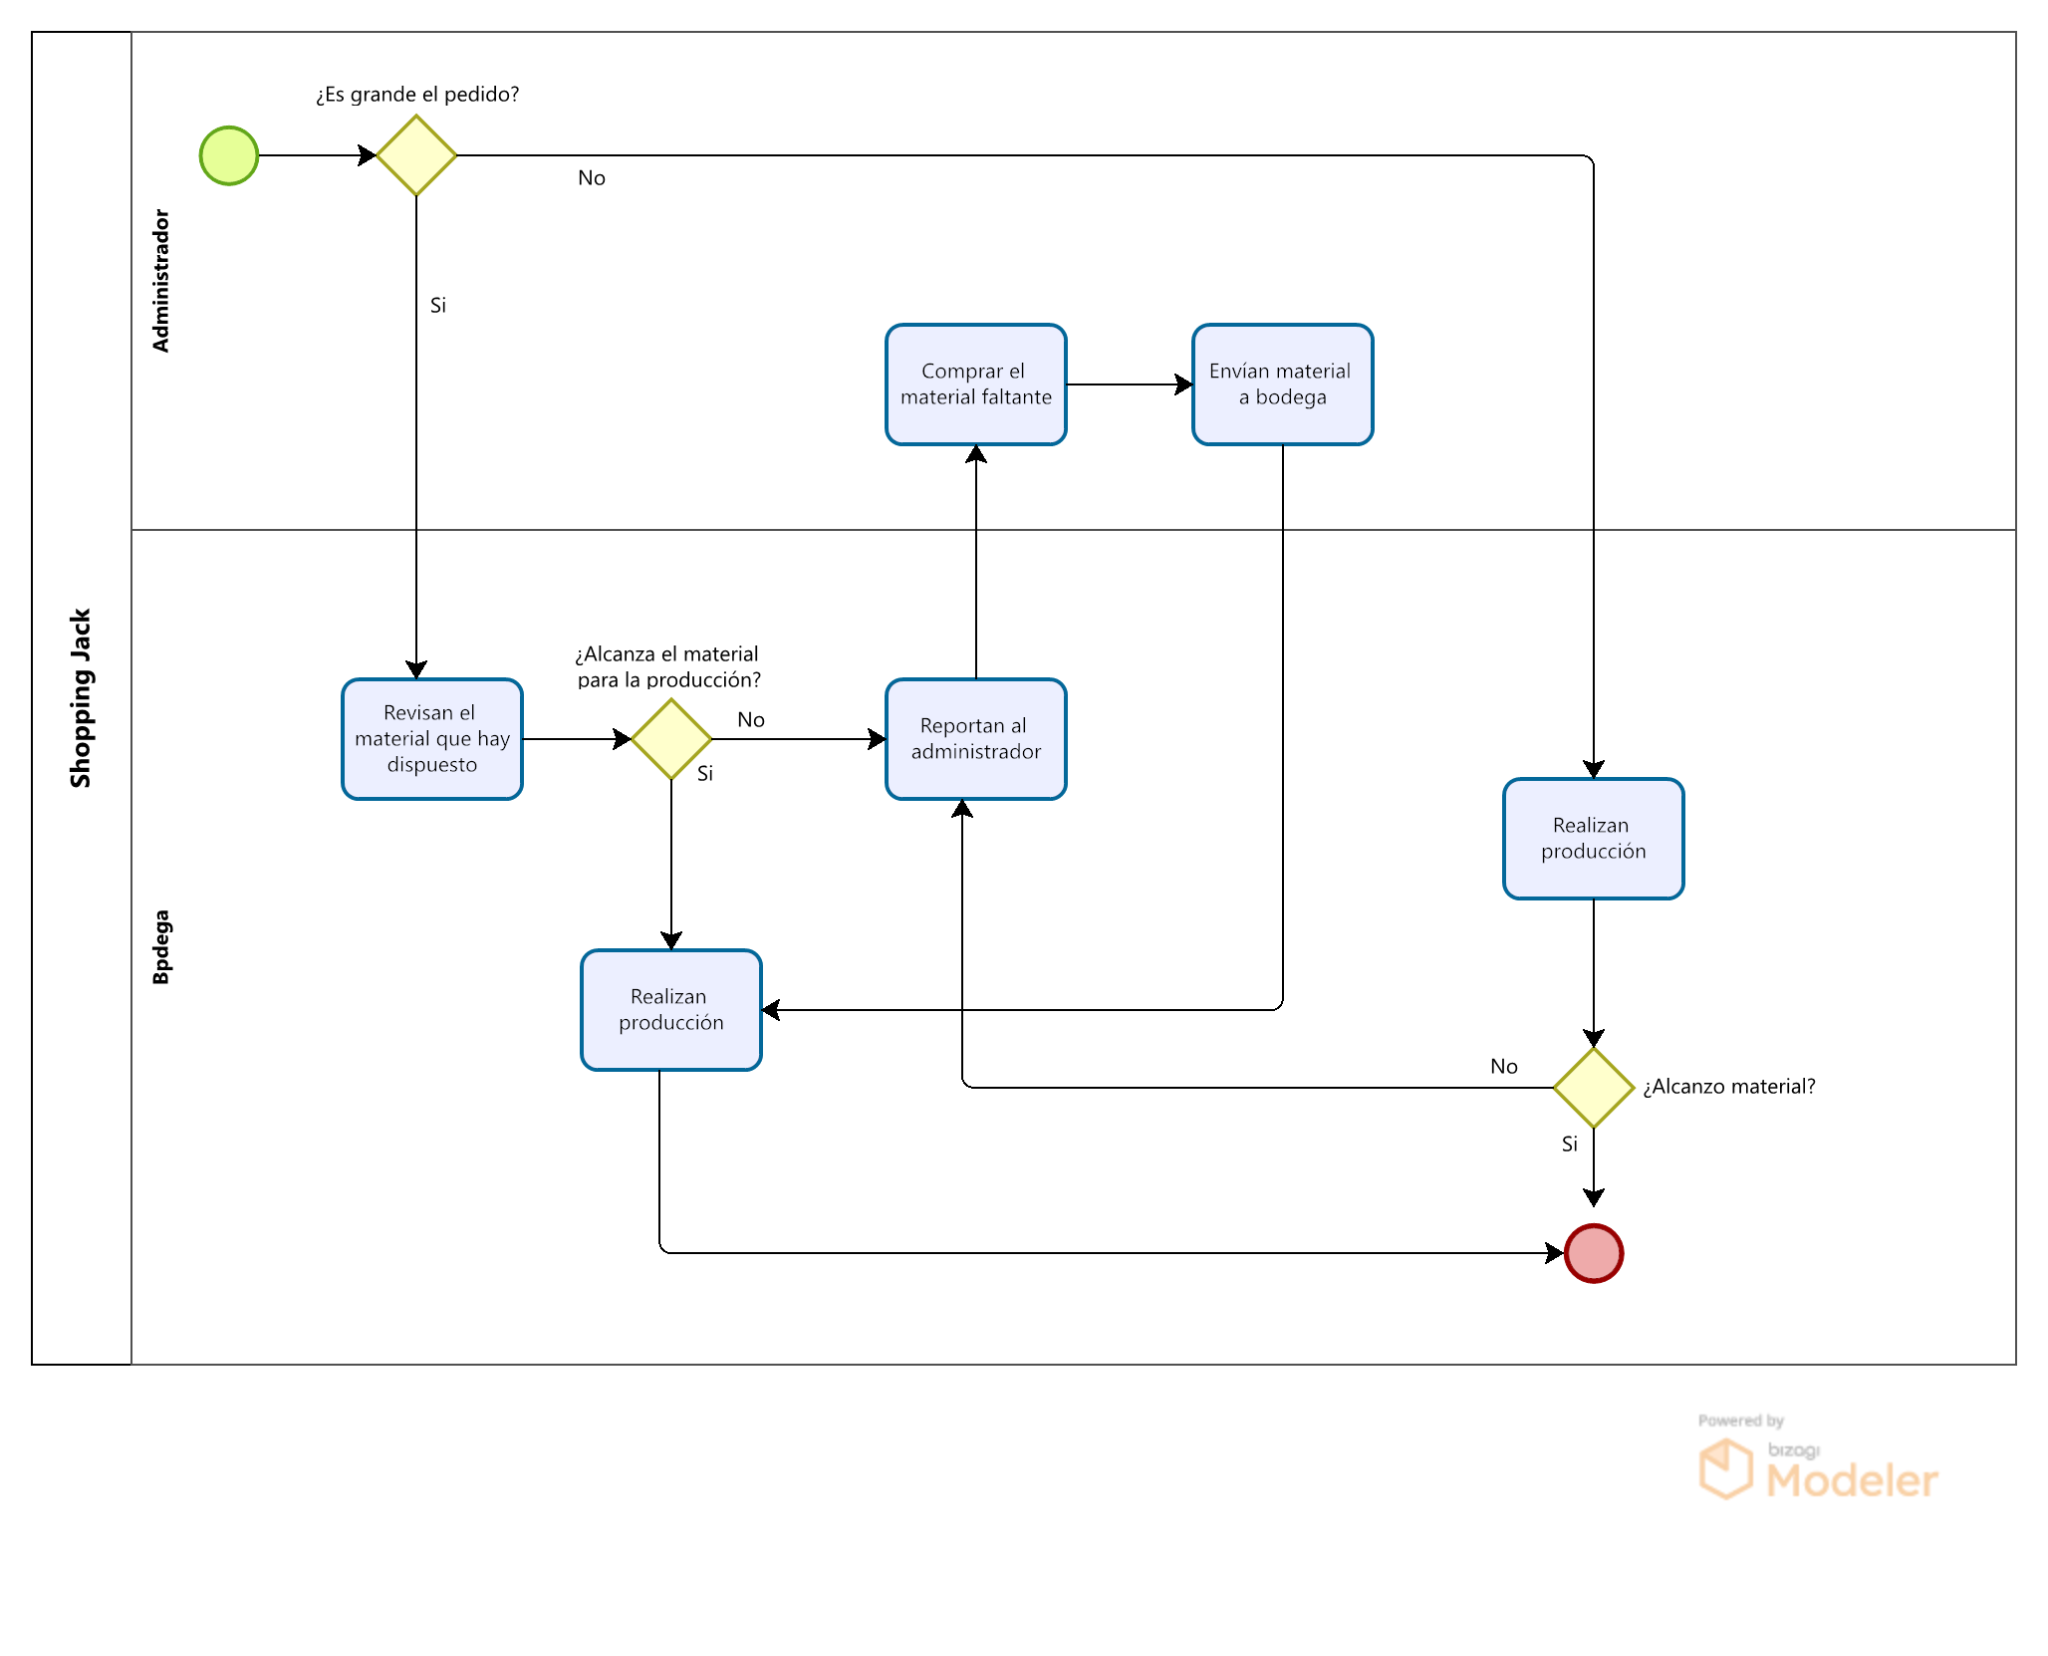 ¿Es grande el pedido?
No
Administrador
Si
Comprar el
material faltante
Envían material
a bodega
Shopping Jack
¿Alcanza el material
para la producción?
Revisan el
material que hay
dispuesto
No
Si
Reportan al
administrador
Realizan
producción
Bpdega
Realizan
producción
No
¿Alcanzo material?
Si
Powered by
bizagi
Modeler